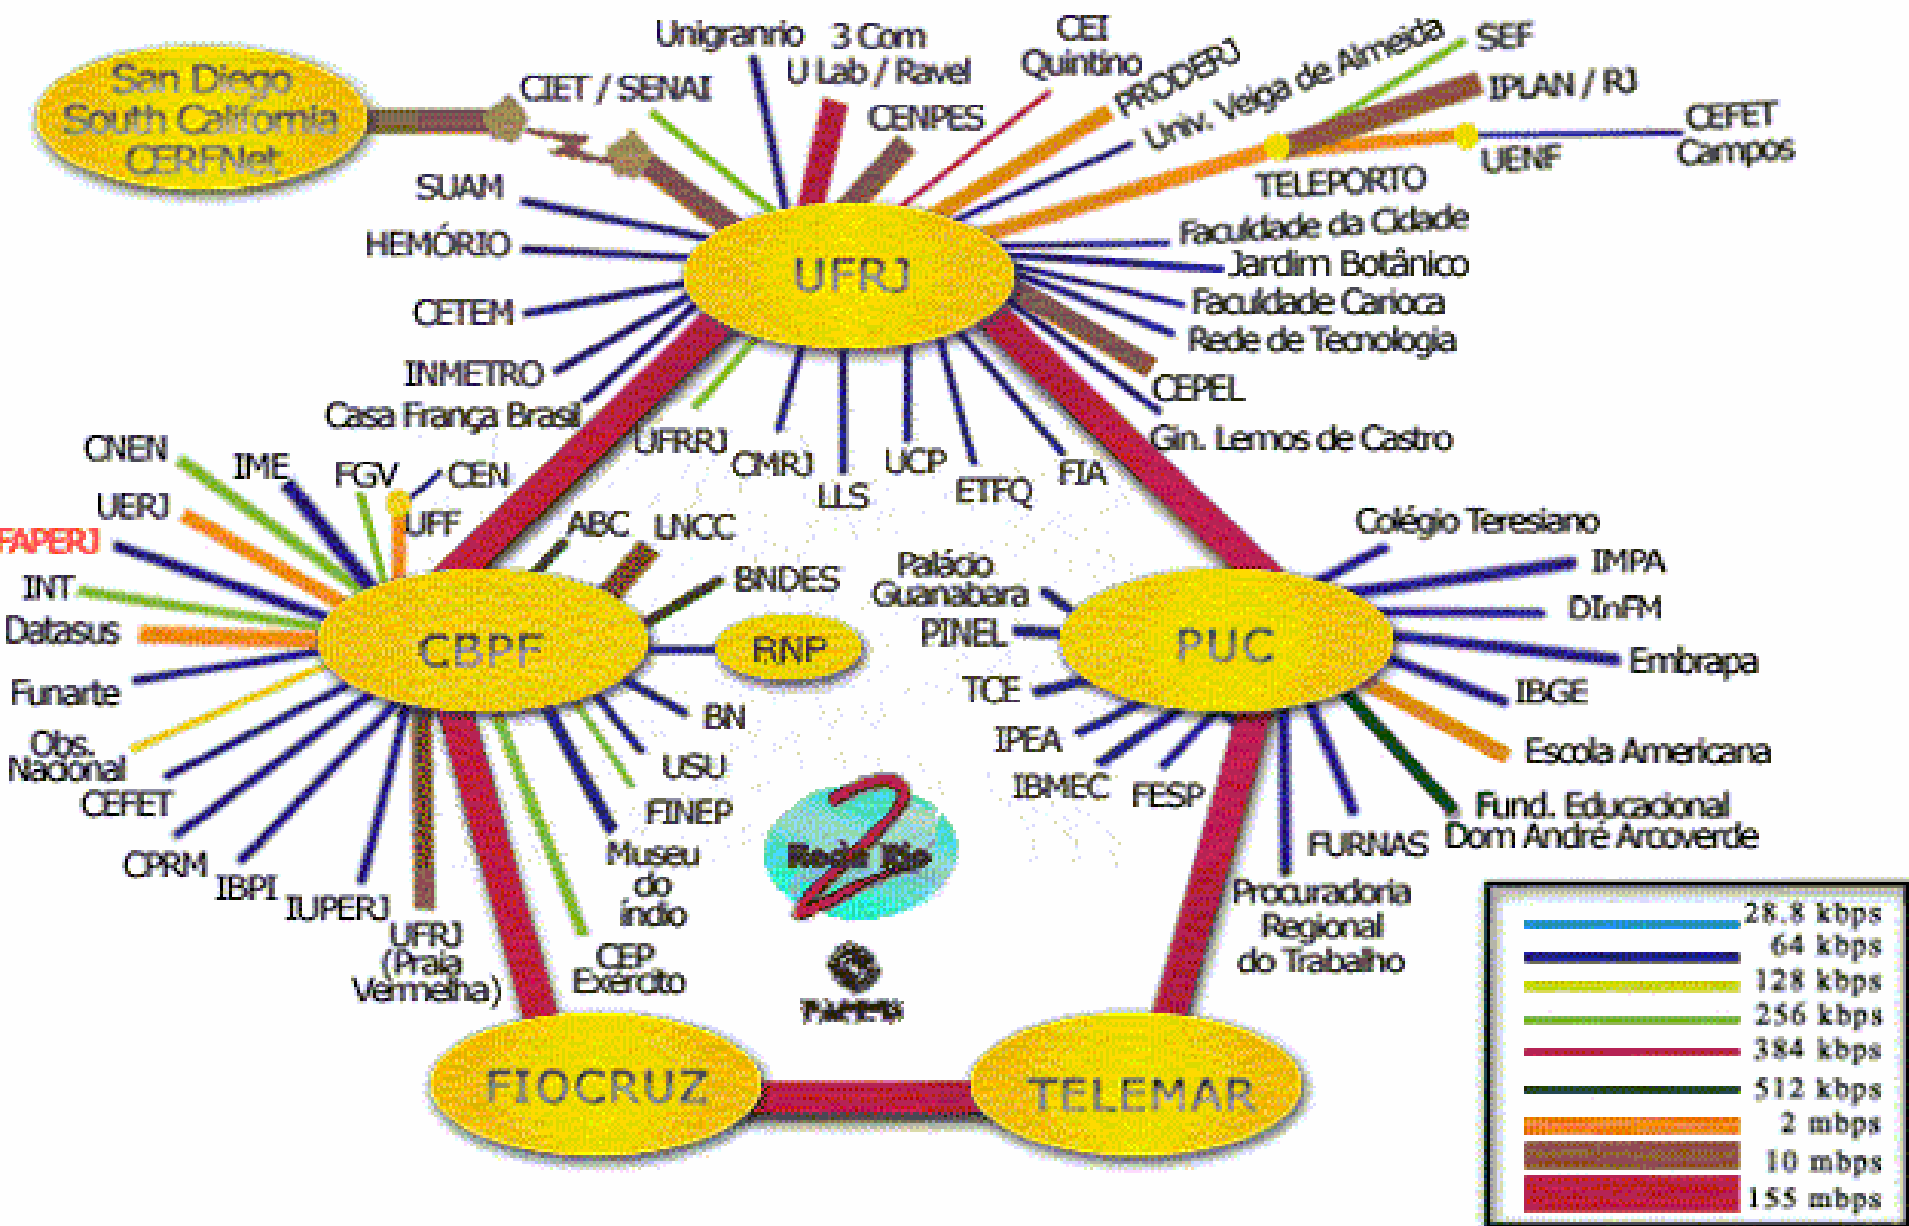 San Diego
South California
CERFNet
CIET / SENAI
Unigranrio
3 Com
U Lab / Ravel
CENPES
CEI
Quintino
PRODERJ
Univ. Veiga de Almeida
SEF
IPLAN / RJ
CEFET
Campos
UENF
TELEPORTO
SUAM
HEMÓRIO
CETEM
INMETRO
Casa França Brasil
UFRJ
Faculdade da Cidade
Jardim Botânico
Faculdade Carioca
Rede de Tecnologia
CEPEL
Gin. Lemos de Castro
UFRRJ
CMRJ
LLS
UCP
ETFQ
FIA
CNEN
IME
FGV
CEN
UERJ
UFF
FAPERJ
INT
Datasus
Funarte
Obs.
Nacional
CEFET
CPRM
IBPI
IUPERJ
UFRJ
(Praia
Vermelha)
CBPF
ABC
LNCC
BNDES
RNP
BN
USU
FINEP
Museu
do
índio
CEP
Exército
Palácio
Guanabara
PINEL
TCE
IPEA
IBMEC
FESP
PUC
Colégio Teresiano
IMPA
DInFM
Embrapa
IBGE
Escola Americana
Fund. Educacional
Dom André Arcoverde
FURNAS
Procuradoria
Regional
do Trabalho
Rede Rio
2
FIOCRUZ
TELEMAR
28.8 kbps
64 kbps
128 kbps
256 kbps
384 kbps
512 kbps
2 mbps
10 mbps
155 mbps